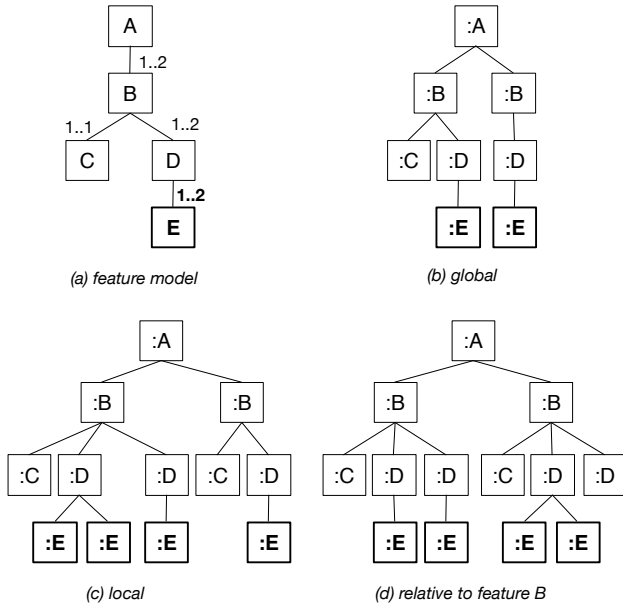 A
1..2
B
1..1
1..2
C
D
1..2
E
(a) feature model
:A
:B
:B
:C
:D
:D
:E
:E
(b) global
:A
:B
:B
:C
:D
:D
:C
:D
:E
:E
:E
:E
(c) local
:A
:B
:B
:C
:D
:D
:C
:D
:D
:E
:E
:E
:E
(d) relative to feature B